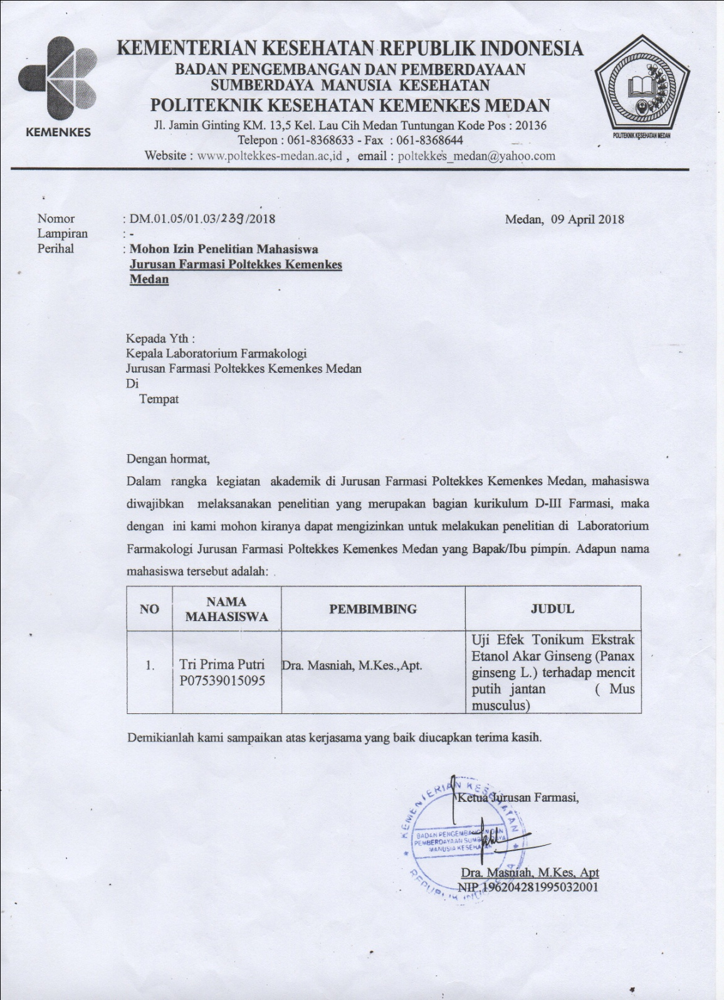 KEMENKES
KEMENTERIAN KESEHATAN REPUBLIK INDONESIA
BADAN PENGEMBANGAN DAN PEMBERDAYAAN
SUMBERDAYA MANUSIA KESEHATAN
POLITEKNIK KESEHATAN KEMENKES MEDAN
Jl. Jamin Ginting KM. 13,5 Kel. Lau Cih Medan Tuntungan Kode Pos : 20136
Telepon : 061-8368633 - Fax : 061-8368644
Website : www.poltekkes-medan.ac,id , email : poltekkes_medan@yahoo.com
POLITEKNIK KESEHATAN MEDAN
Nomor : DM.01.05/01.03/239/2018 Medan, 09 April 2018
Lampiran : -
Perihal : Mohon Izin Penelitian Mahasiswa
Jurusan Farmasi Poltekkes Kemenkes
Medan
Kepada Yth :
Kepala Laboratorium Farmakologi
Jurusan Farmasi Poltekkes Kemenkes Medan
Di
Tempat
Dengan hormat,
Dalam rangka kegiatan akademik di Jurusan Farmasi Poltekkes Kemenkes Medan, mahasiswa
diwajibkan melaksanakan penelitian yang merupakan bagian kurikulum D-III Farmasi, maka
dengan ini kami mohon kiranya dapat mengizinkan untuk melakukan penelitian di Laboratorium
Farmakologi Jurusan Farmasi Poltekkes Kemenkes Medan yang Bapak/Ibu pimpin. Adapun nama
mahasiswa tersebut adalah:
NO
NAMA
MAHASISWA
PEMBIMBING
JUDUL
1.
Tri Prima Putri
P07539015095
Dra. Masniah, M.Kes.,Apt.
Uji Efek Tonikum Ekstrak
Etanol Akar Ginseng (Panax
ginseng L.) terhadap mencit
putih jantan ( Mus
musculus)
Demikianlah kami sampaikan atas kerjasama yang baik diucapkan terima kasih.
Ketua Jurusan Farmasi,
KEMENTERIAN KESEHATAN
BADAN PENGEMBANGAN DAN
PEMBERDAYAAN SUMBERDAYA
MANUSIA KESEHATAN
REPUBLIK INDONESIA
Dra. Masniah, M.Kes, Apt
NIP.196204281995032001